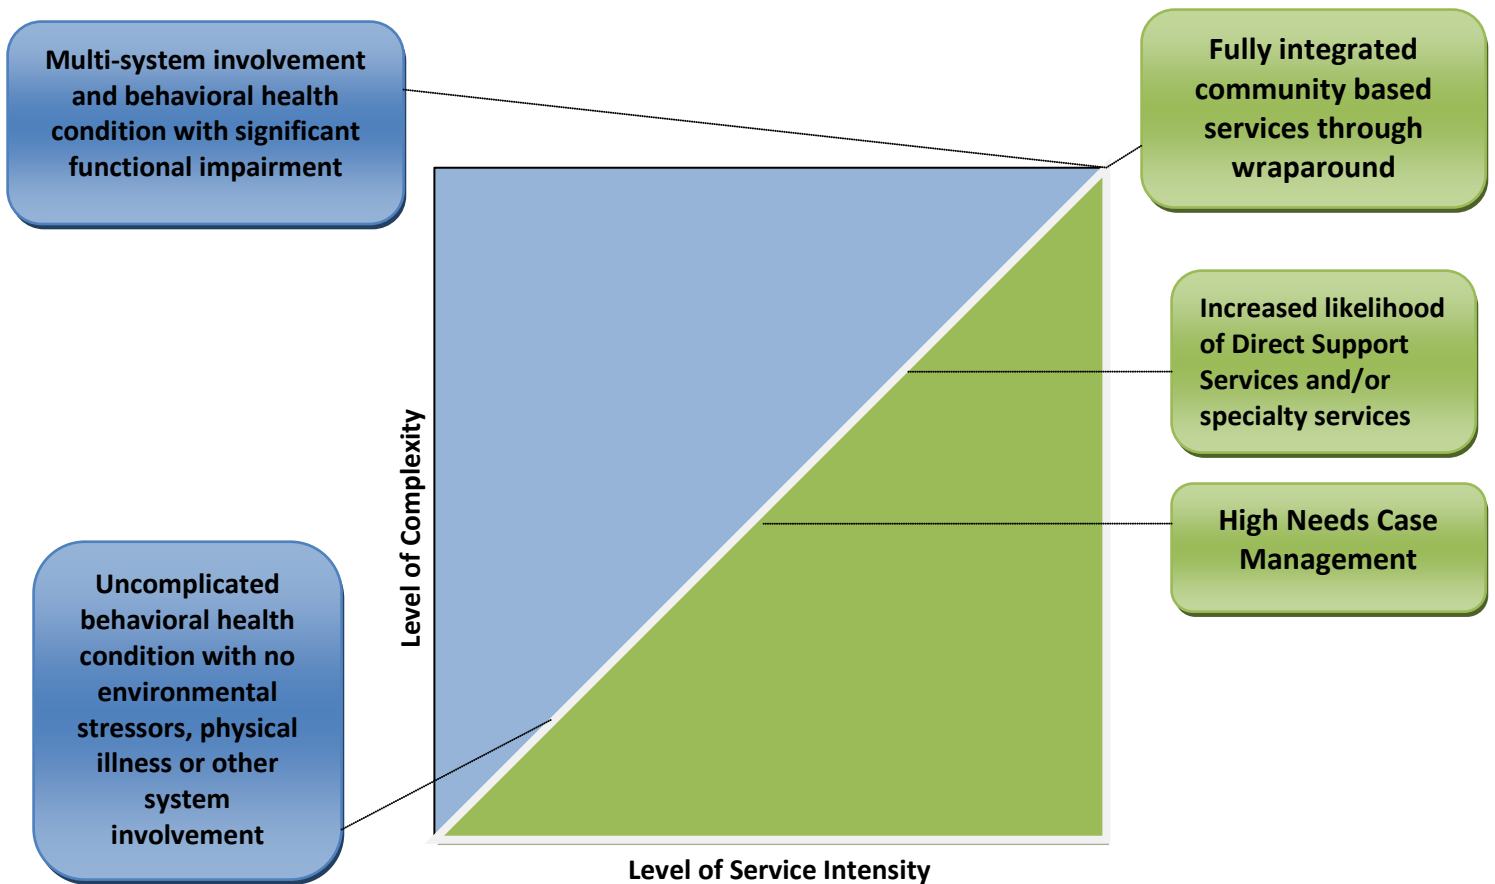 Multi-system involvement
and behavioral health
condition with significant
functional impairment
Fully integrated
community based
services through
wraparound
Increased likelihood
of Direct Support
Services and/or
specialty services
High Needs Case
Management
Level of Complexity
Uncomplicated
behavioral health
condition with no
environmental
stressors, physical
illness or other
system
involvement
Level of Service Intensity